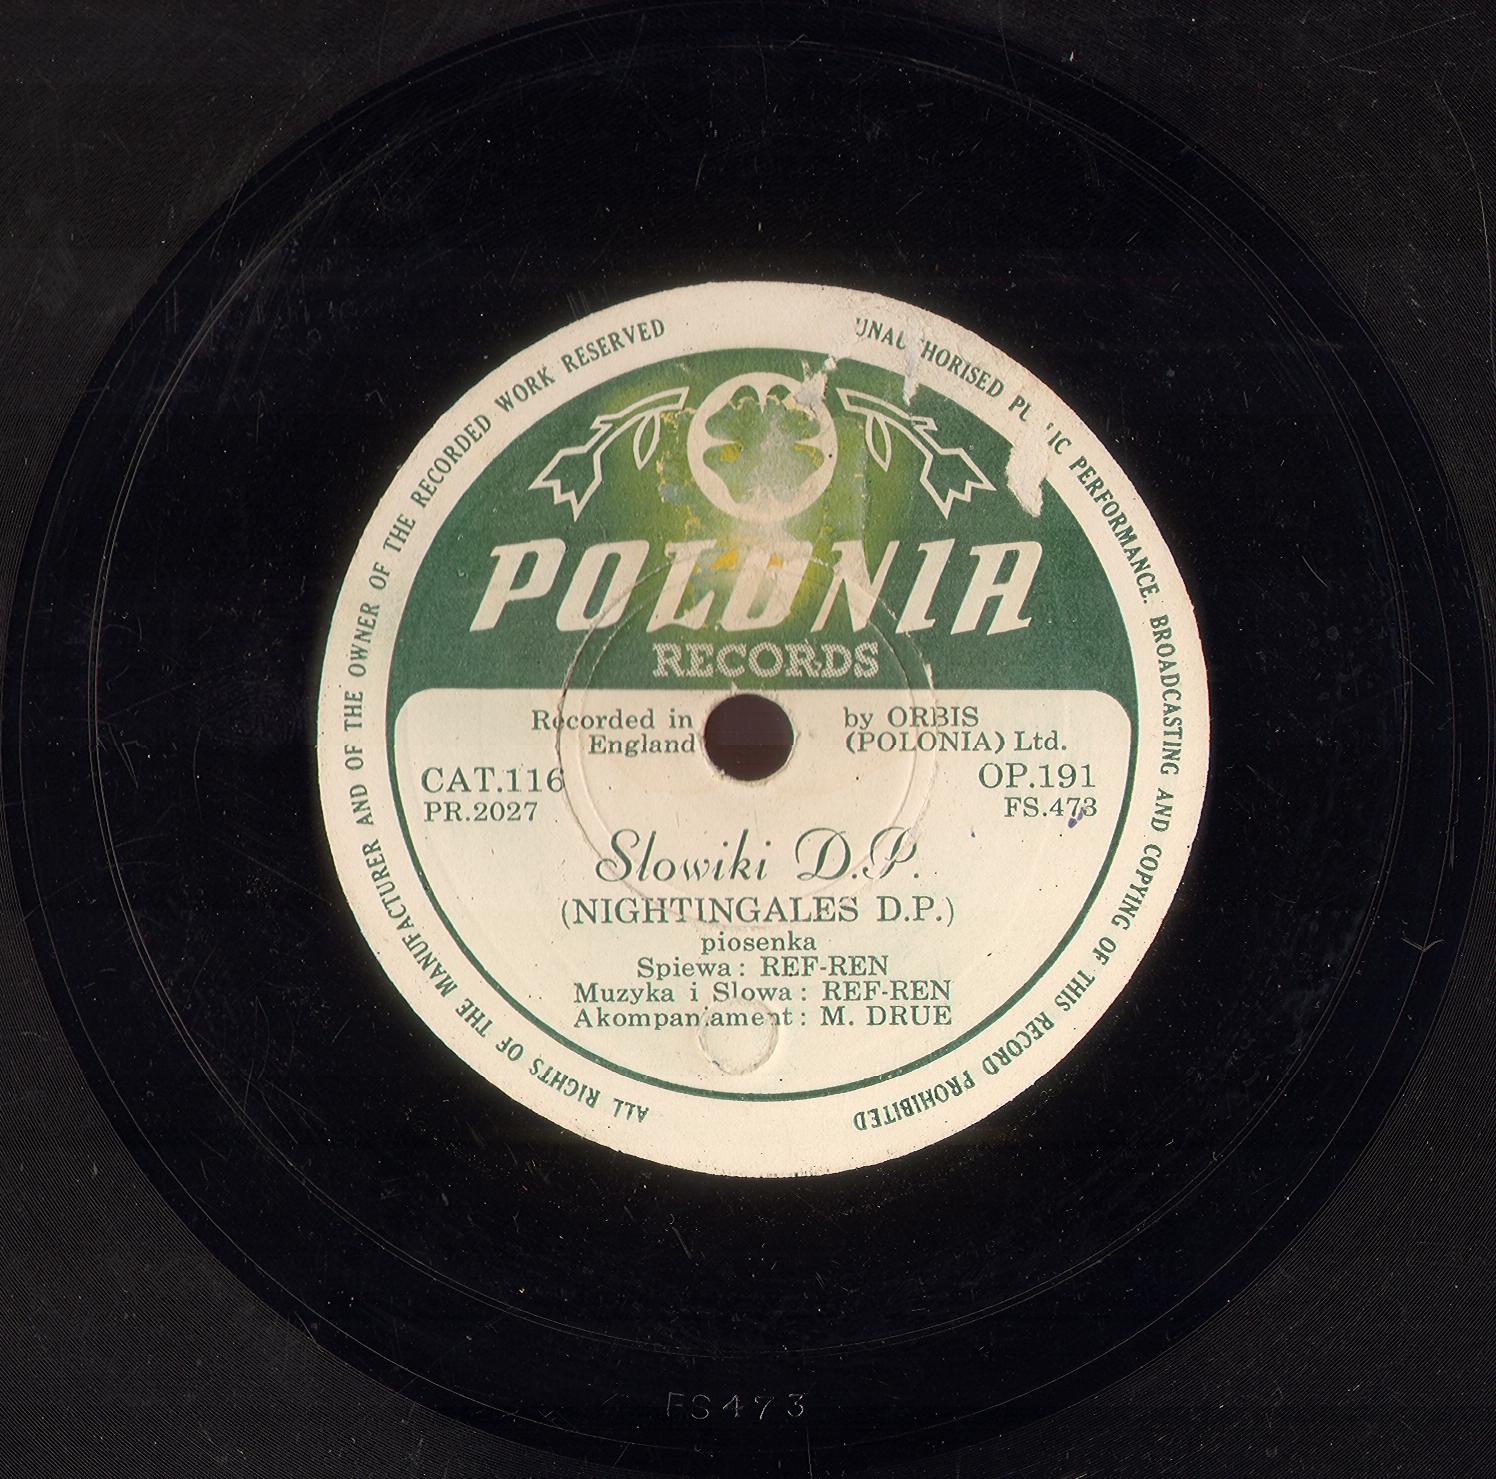 ALL RIGHTS OF THE MANUFACTURER AND OF THE OWNER OF THE RECORDED WORK RESERVED
UNAUTHORISED PUBLIC PERFORMANCE. BROADCASTING AND COPYING OF THIS RECORD PROHIBITED
POLONIA
RECORDS
Recorded in England
by ORBIS (POLONIA) Ltd.
CAT.116
PR.2027
OP.191
FS.473
Slowiki D.P.
(NIGHTINGALES D.P.)
piosenka
Spiewa: REF-REN
Muzyka i Slowa: REF-REN
Akompaniament: M. DRUE
FS473